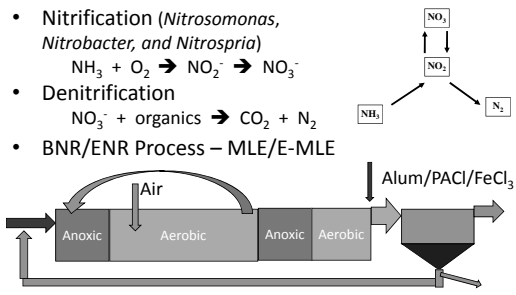 • Nitrification (Nitrosomonas,
Nitrobacter, and Nitrospria)
NH₃ + O₂ ➔ NO₂⁻ ➔ NO₃⁻
• Denitrification
NO₃⁻ + organics ➔ CO₂ + N₂
• BNR/ENR Process – MLE/E-MLE
NO₃
NO₂
NH₃
N₂
Air
Alum/PACl/FeCl₃
Anoxic
Aerobic
Anoxic
Aerobic